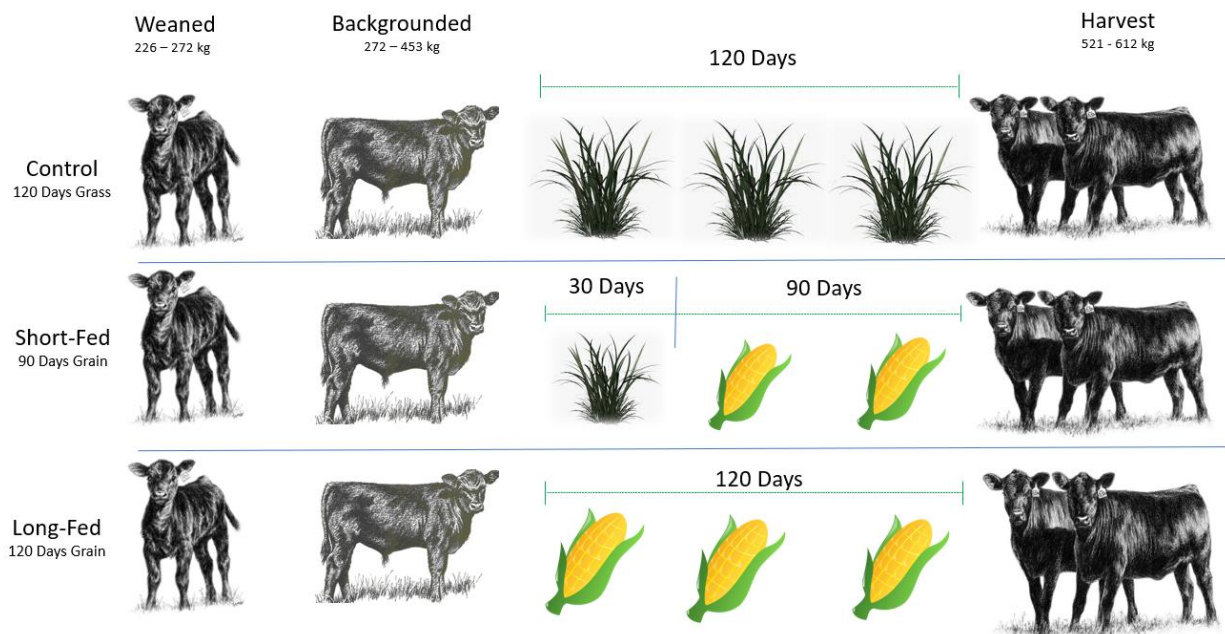 Weaned
226 – 272 kg
Backgrounded
272 – 453 kg
Harvest
521 - 612 kg
120 Days
Control
120 Days Grass
30 Days
90 Days
Short-Fed
90 Days Grain
120 Days
Long-Fed
120 Days Grain